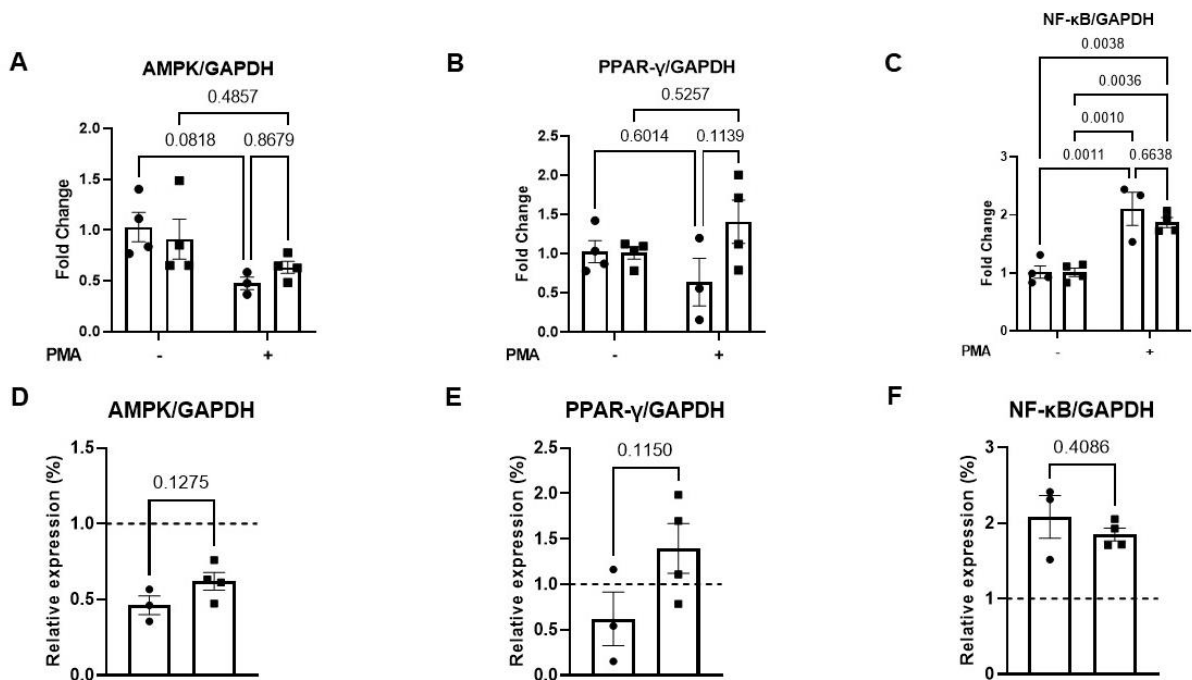 A
AMPK/GAPDH
0.4857
0.0818
0.8679
Fold Change
2.0
1.5
1.0
0.5
0.0
PMA
-
+
B
PPAR-γ/GAPDH
0.5257
0.6014
0.1139
Fold Change
2.5
2.0
1.5
1.0
0.5
0.0
PMA
-
+
C
NF-κB/GAPDH
0.0038
0.0036
0.0010
0.0011
0.6638
Fold Change
3
2
1
0
PMA
-
+
D
AMPK/GAPDH
0.1275
Relative expression (%)
1.5
1.0
0.5
0.0
E
PPAR-γ/GAPDH
0.1150
Relative expression (%)
2.5
2.0
1.5
1.0
0.5
0.0
F
NF-κB/GAPDH
0.4086
Relative expression (%)
3
2
1
0